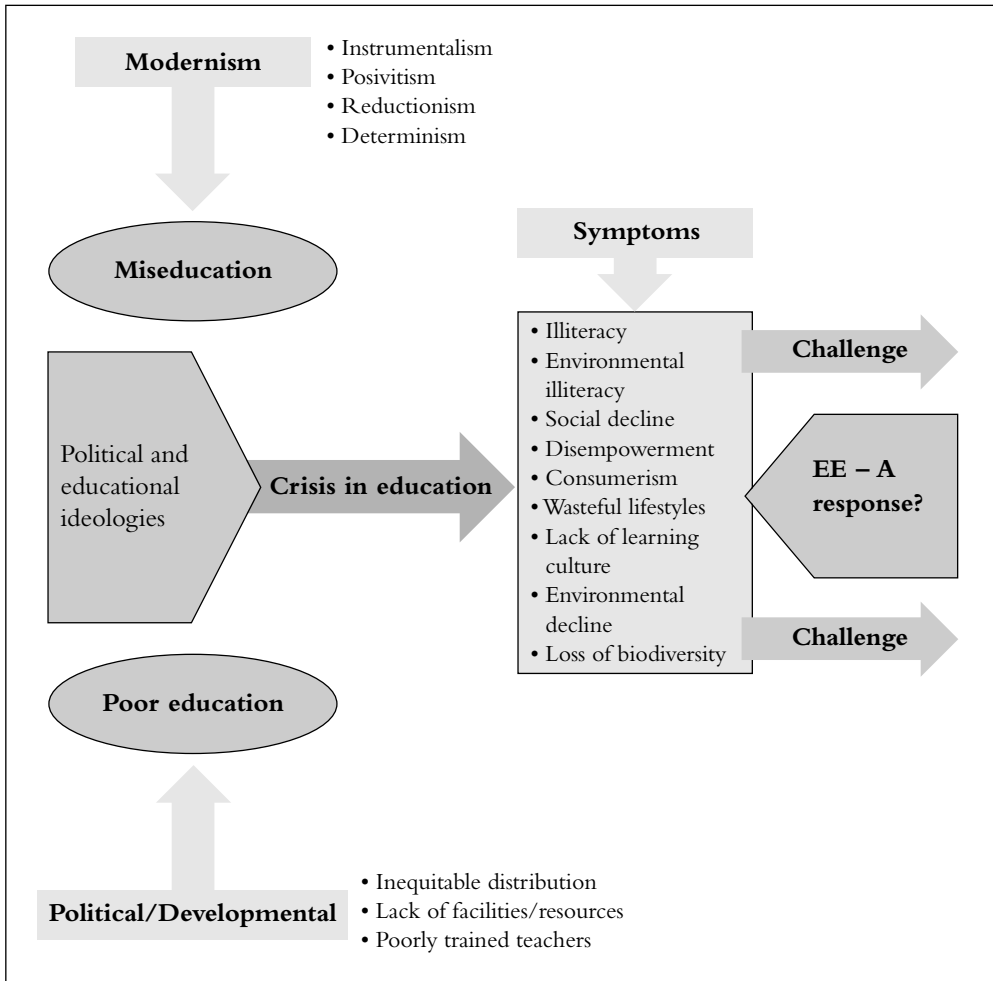 Modernism
• Instrumentalism
• Posivitism
• Reductionism
• Determinism
Miseducation
Symptoms
Political and
educational
ideologies
Crisis in education
• Illiteracy
• Environmental
illiteracy
• Social decline
• Disempowerment
• Consumerism
• Wasteful lifestyles
• Lack of learning
culture
• Environmental
decline
• Loss of biodiversity
Challenge
EE – A
response?
Challenge
Poor education
Political/Developmental
• Inequitable distribution
• Lack of facilities/resources
• Poorly trained teachers